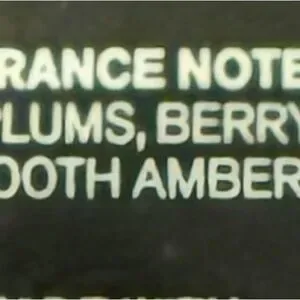 RANCE NOTE
PLUMS, BERRY
OOTH AMBER